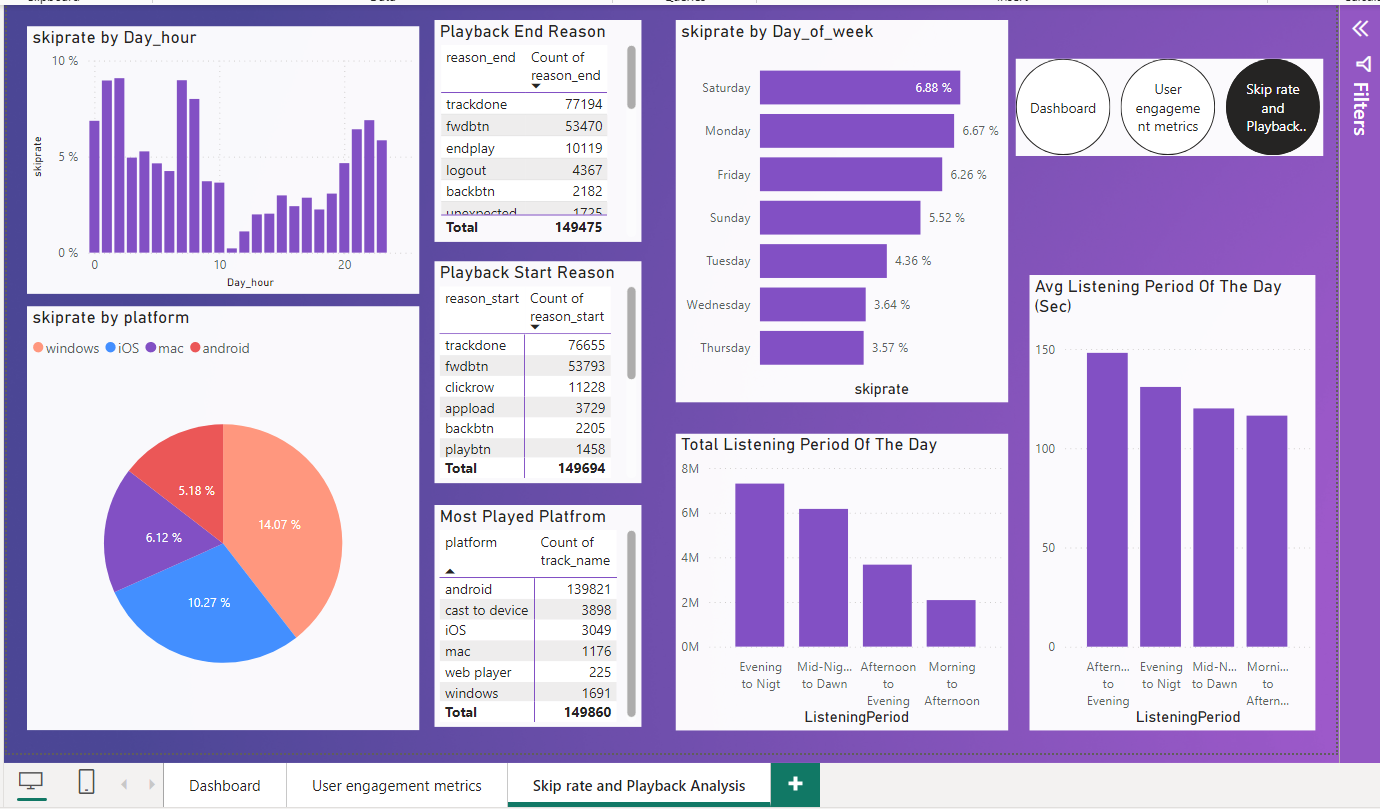 skiprate by Day_hour
10 %
5 %
0 %
skiprate
0
10
20
Day_hour
skiprate by platform
windows
iOS
mac
android
5.18 %
14.07 %
6.12 %
10.27 %
Playback End Reason
reason_end
Count of
reason_end
trackdone 77194
fwdbtn 53470
endplay 10119
logout 4367
backbtn 2182
unexpected 1725
Total 149475
Playback Start Reason
reason_start
Count of
reason_start
trackdone 76655
fwdbtn 53793
clickrow 11228
appload 3729
backbtn 2205
playbtn 1458
Total 149694
Most Played Platfrom
platform
Count of
track_name
android 139821
cast to device 3898
iOS 3049
mac 1176
web player 225
windows 1691
Total 149860
skiprate by Day_of_week
Saturday 6.88 %
Monday 6.67 %
Friday 6.26 %
Sunday 5.52 %
Tuesday 4.36 %
Wednesday 3.64 %
Thursday 3.57 %
skiprate
Total Listening Period Of The Day
8M
6M
4M
2M
0M
Evening
to Nigt
Mid-Nig...
to Dawn
Afternoon
to
Evening
Morning
to
Afternoon
ListeningPeriod
Dashboard
User
engageme
nt metrics
Skip rate
and
Playback..
Avg Listening Period Of The Day
(Sec)
150
100
50
0
Aftern...
to
Evening
Evening
to Nigt
Mid-N...
to Dawn
Morni...
to
Aftern...
ListeningPeriod
Filters
Dashboard
User engagement metrics
Skip rate and Playback Analysis